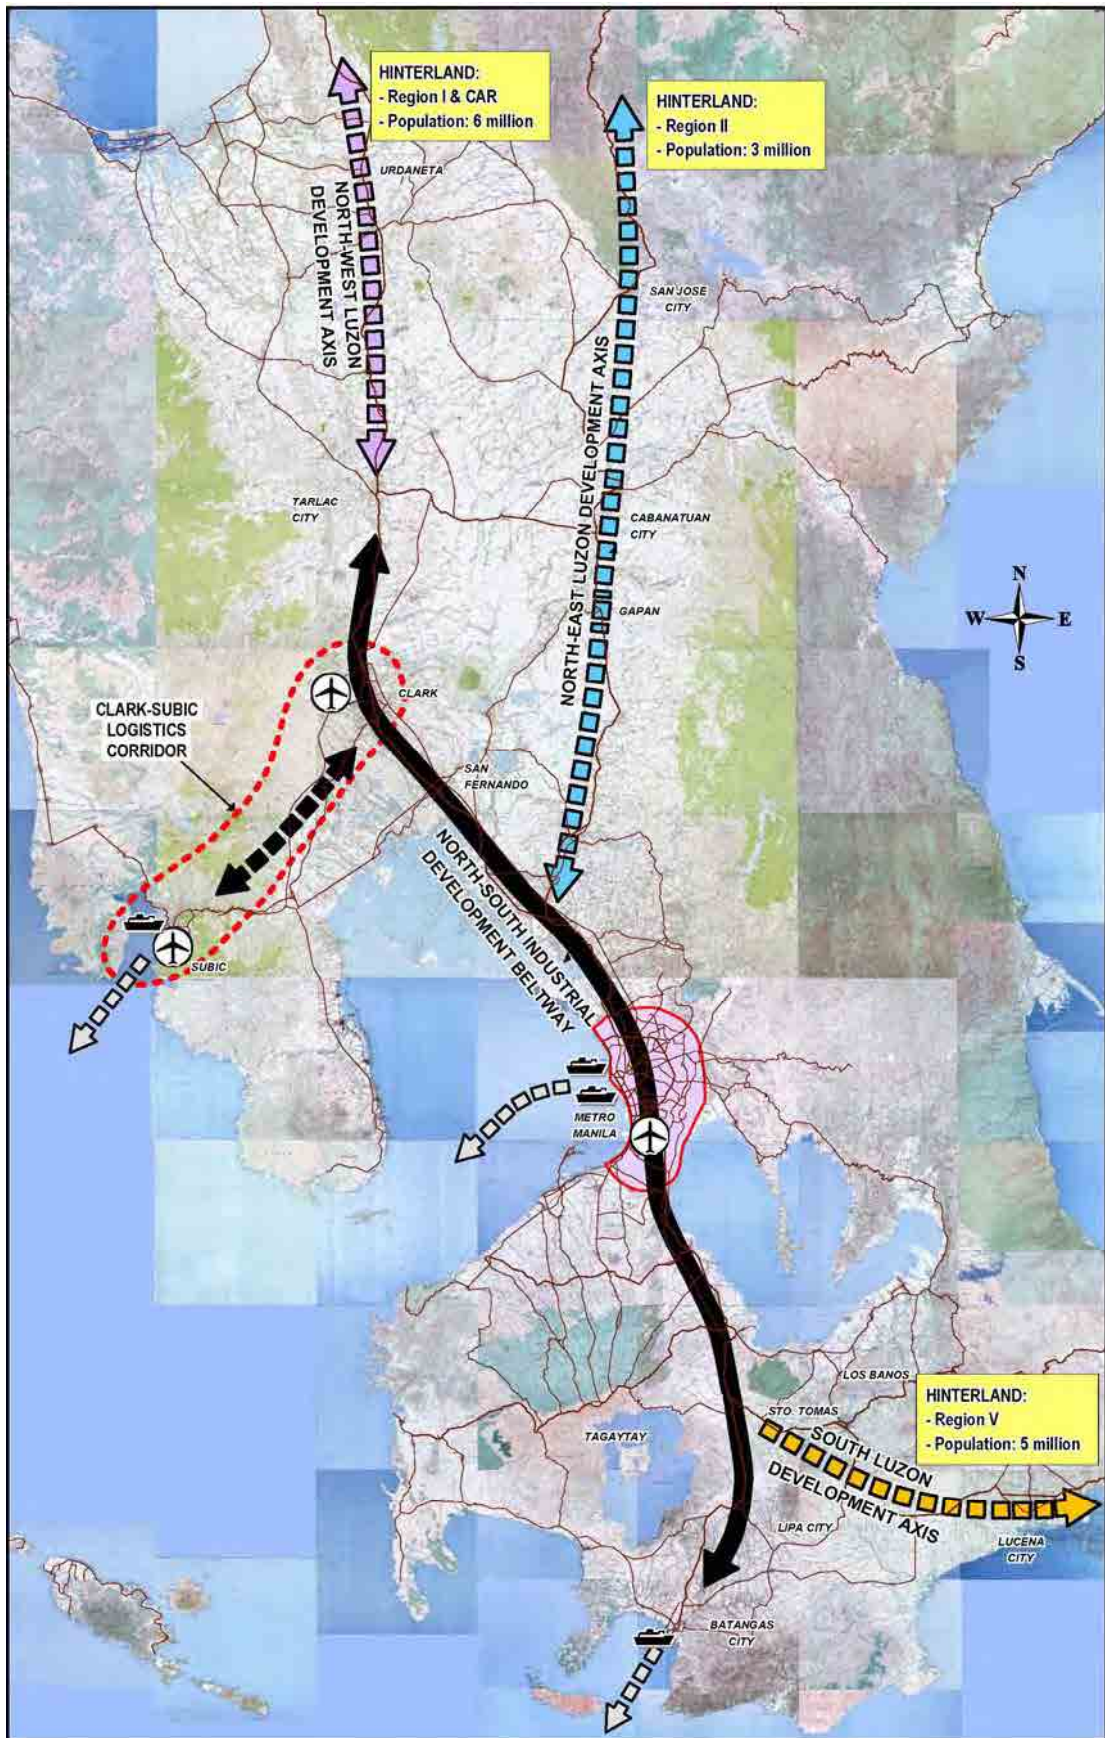 HINTERLAND:
- Region I & CAR
- Population: 6 million
HINTERLAND:
- Region II
- Population: 3 million
URDANETA
NORTH-WEST LUZON
DEVELOPMENT AXIS
SAN JOSE
CITY
NORTH-EAST LUZON DEVELOPMENT AXIS
TARLAC
CITY
CABANATUAN
CITY
GAPAN
N
W
E
S
CLARK
CLARK-SUBIC
LOGISTICS
CORRIDOR
SAN
FERNANDO
NORTH-SOUTH INDUSTRIAL
DEVELOPMENT BELTWAY
SUBIC
METRO
MANILA
LOS BANOS
HINTERLAND:
- Region V
- Population: 5 million
STO. TOMAS
TAGAYTAY
SOUTH LUZON
DEVELOPMENT AXIS
LIPA CITY
LUCENA
CITY
BATANGAS
CITY